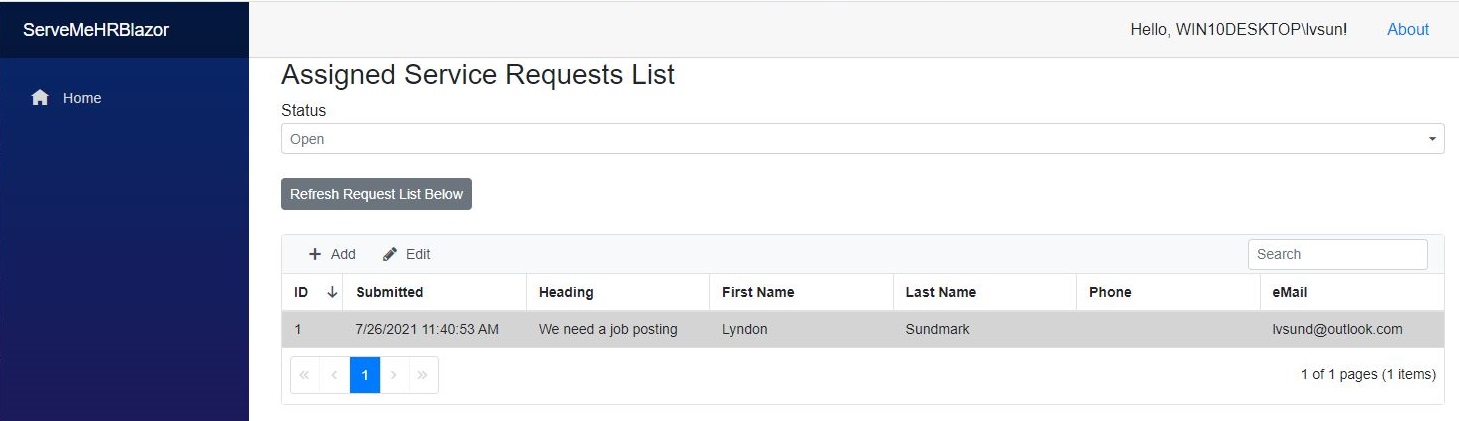 ServeMeHRBlazor
Hello, WIN10DESKTOP\lvsun! About
Home
Assigned Service Requests List
Status
Open
Refresh Request List Below
+ Add Edit Search
ID ↓ Submitted Heading First Name Last Name Phone eMail
1 7/26/2021 11:40:53 AM We need a job posting Lyndon Sundmark lvsund@outlook.com
« ‹ 1 › » 1 of 1 pages (1 items)